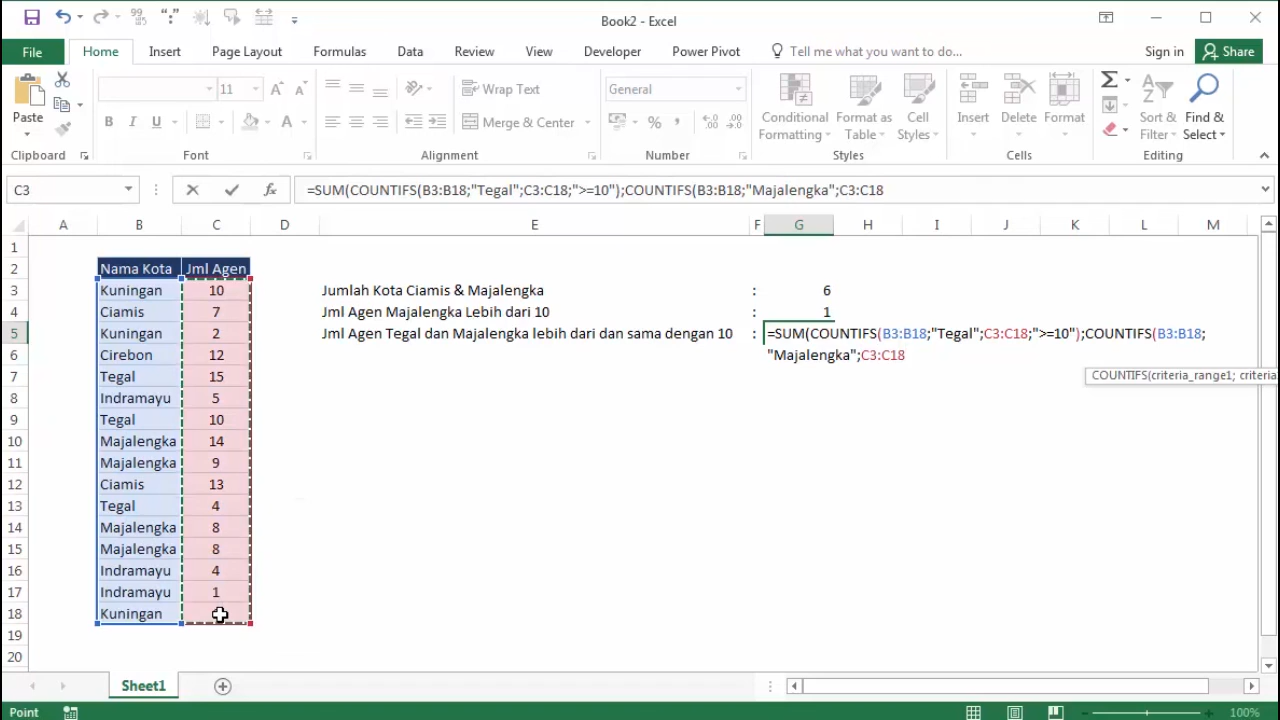 Book2 - Excel
File Home Insert Page Layout Formulas Data Review View Developer Power Pivot Tell me what you want to do... Sign in Share
Paste
Clipboard
11
B I U A
Font
Wrap Text
Merge & Center
Alignment
General
% ,
Number
Conditional Formatting
Format as Table
Cell Styles
Styles
Insert Delete Format
Cells
Sort & Filter
Find & Select
Editing
C3 fx =SUM(COUNTIFS(B3:B18;"Tegal";C3:C18;">=10");COUNTIFS(B3:B18;"Majalengka";C3:C18
A B C D E F G H I J K L M
1
2 Nama Kota Jml Agen
3 Kuningan 10 Jumlah Kota Ciamis & Majalengka : 6
4 Ciamis 7 Jml Agen Majalengka Lebih dari 10 : 1
5 Kuningan 2 Jml Agen Tegal dan Majalengka lebih dari dan sama dengan 10 : =SUM(COUNTIFS(B3:B18;"Tegal";C3:C18;">=10");COUNTIFS(B3:B18;
6 Cirebon 12 "Majalengka";C3:C18
7 Tegal 15 COUNTIFS(criteria_range1; criteria
8 Indramayu 5
9 Tegal 10
10 Majalengka 14
11 Majalengka 9
12 Ciamis 13
13 Tegal 4
14 Majalengka 8
15 Majalengka 8
16 Indramayu 4
17 Indramayu 1
18 Kuningan
19
20
Sheet1
Point 100%